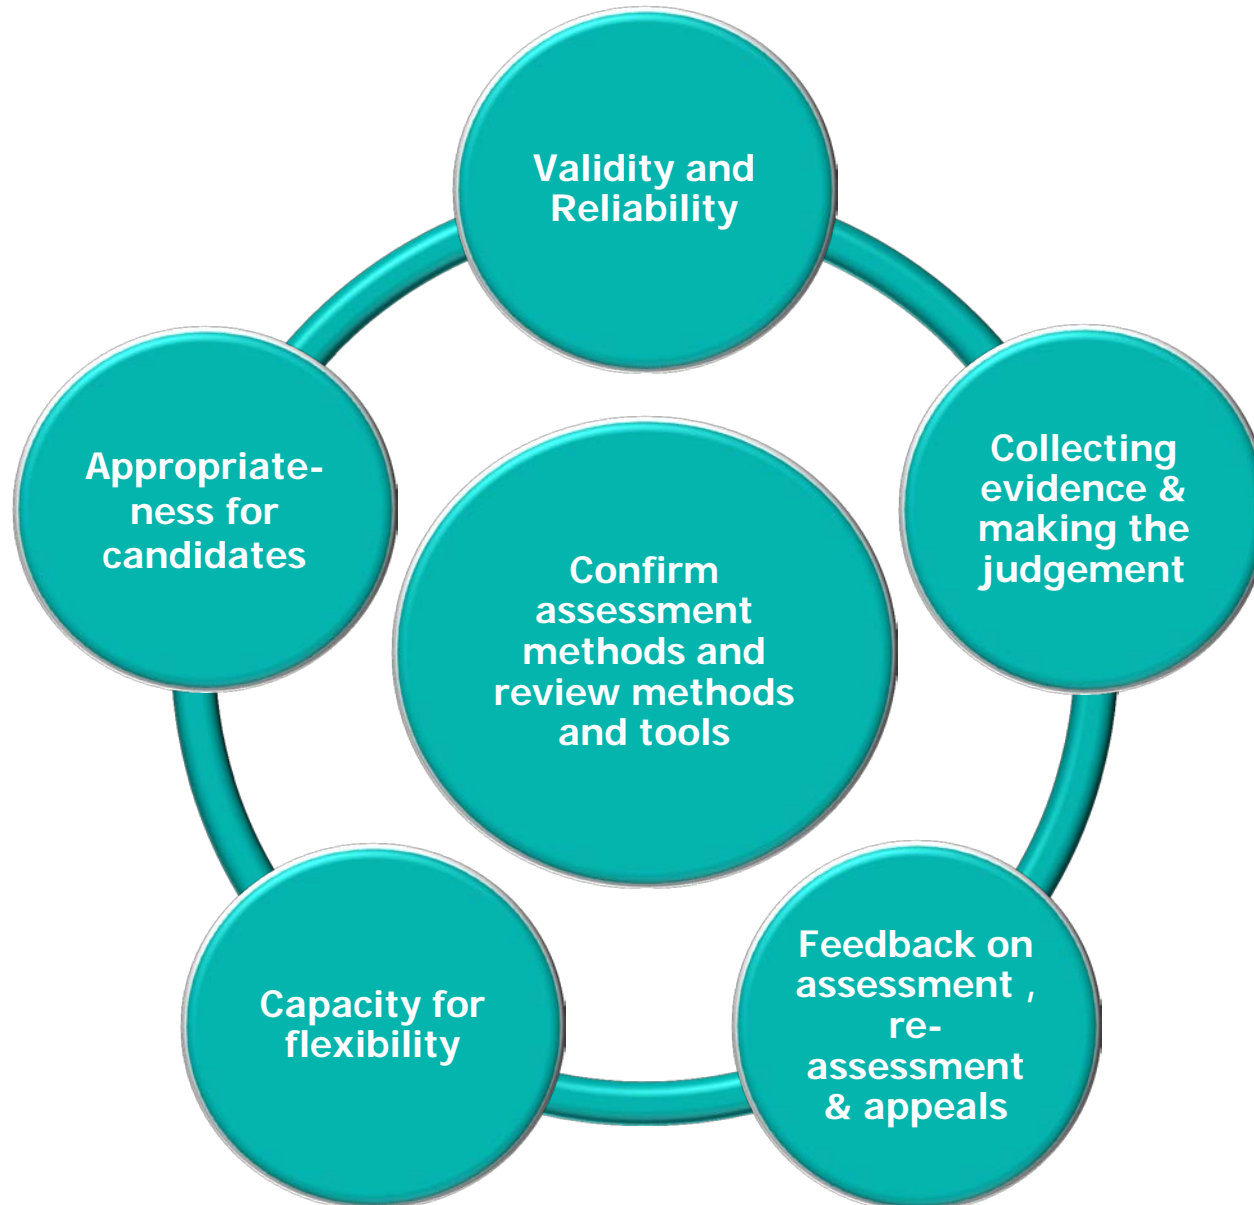 Validity and
Reliability
Collecting
evidence &
making the
judgement
Feedback on
assessment ,
re-
assessment
& appeals
Capacity for
flexibility
Appropriate-
ness for
candidates
Confirm
assessment
methods and
review methods
and tools